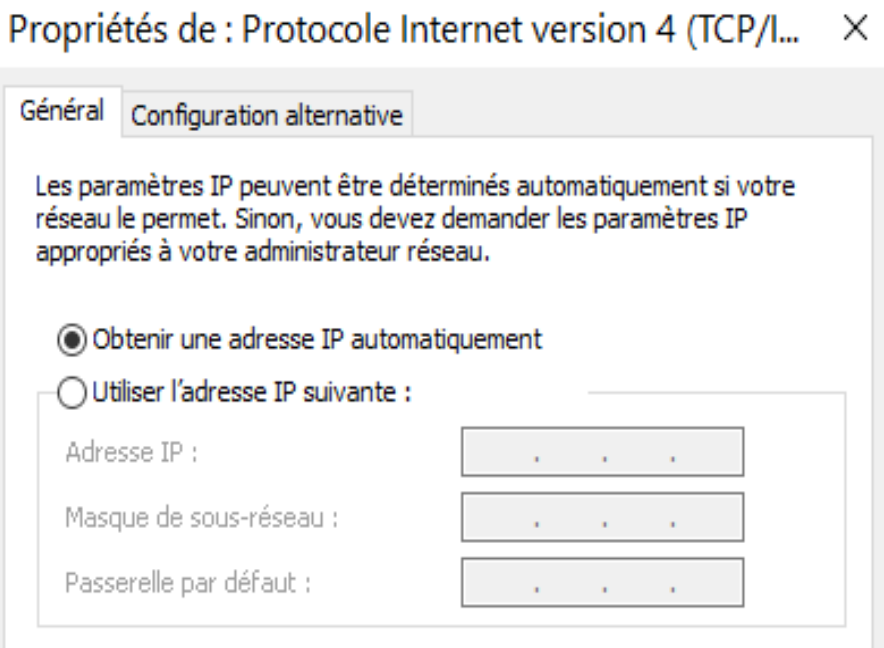 Propriétés de : Protocole Internet version 4 (TCP/I...
Général
Configuration alternative
Les paramètres IP peuvent être déterminés automatiquement si votre
réseau le permet. Sinon, vous devez demander les paramètres IP
appropriés à votre administrateur réseau.
Obtenir une adresse IP automatiquement
Utiliser l’adresse IP suivante :
Adresse IP :
. . .
Masque de sous-réseau :
. . .
Passerelle par défaut :
. . .